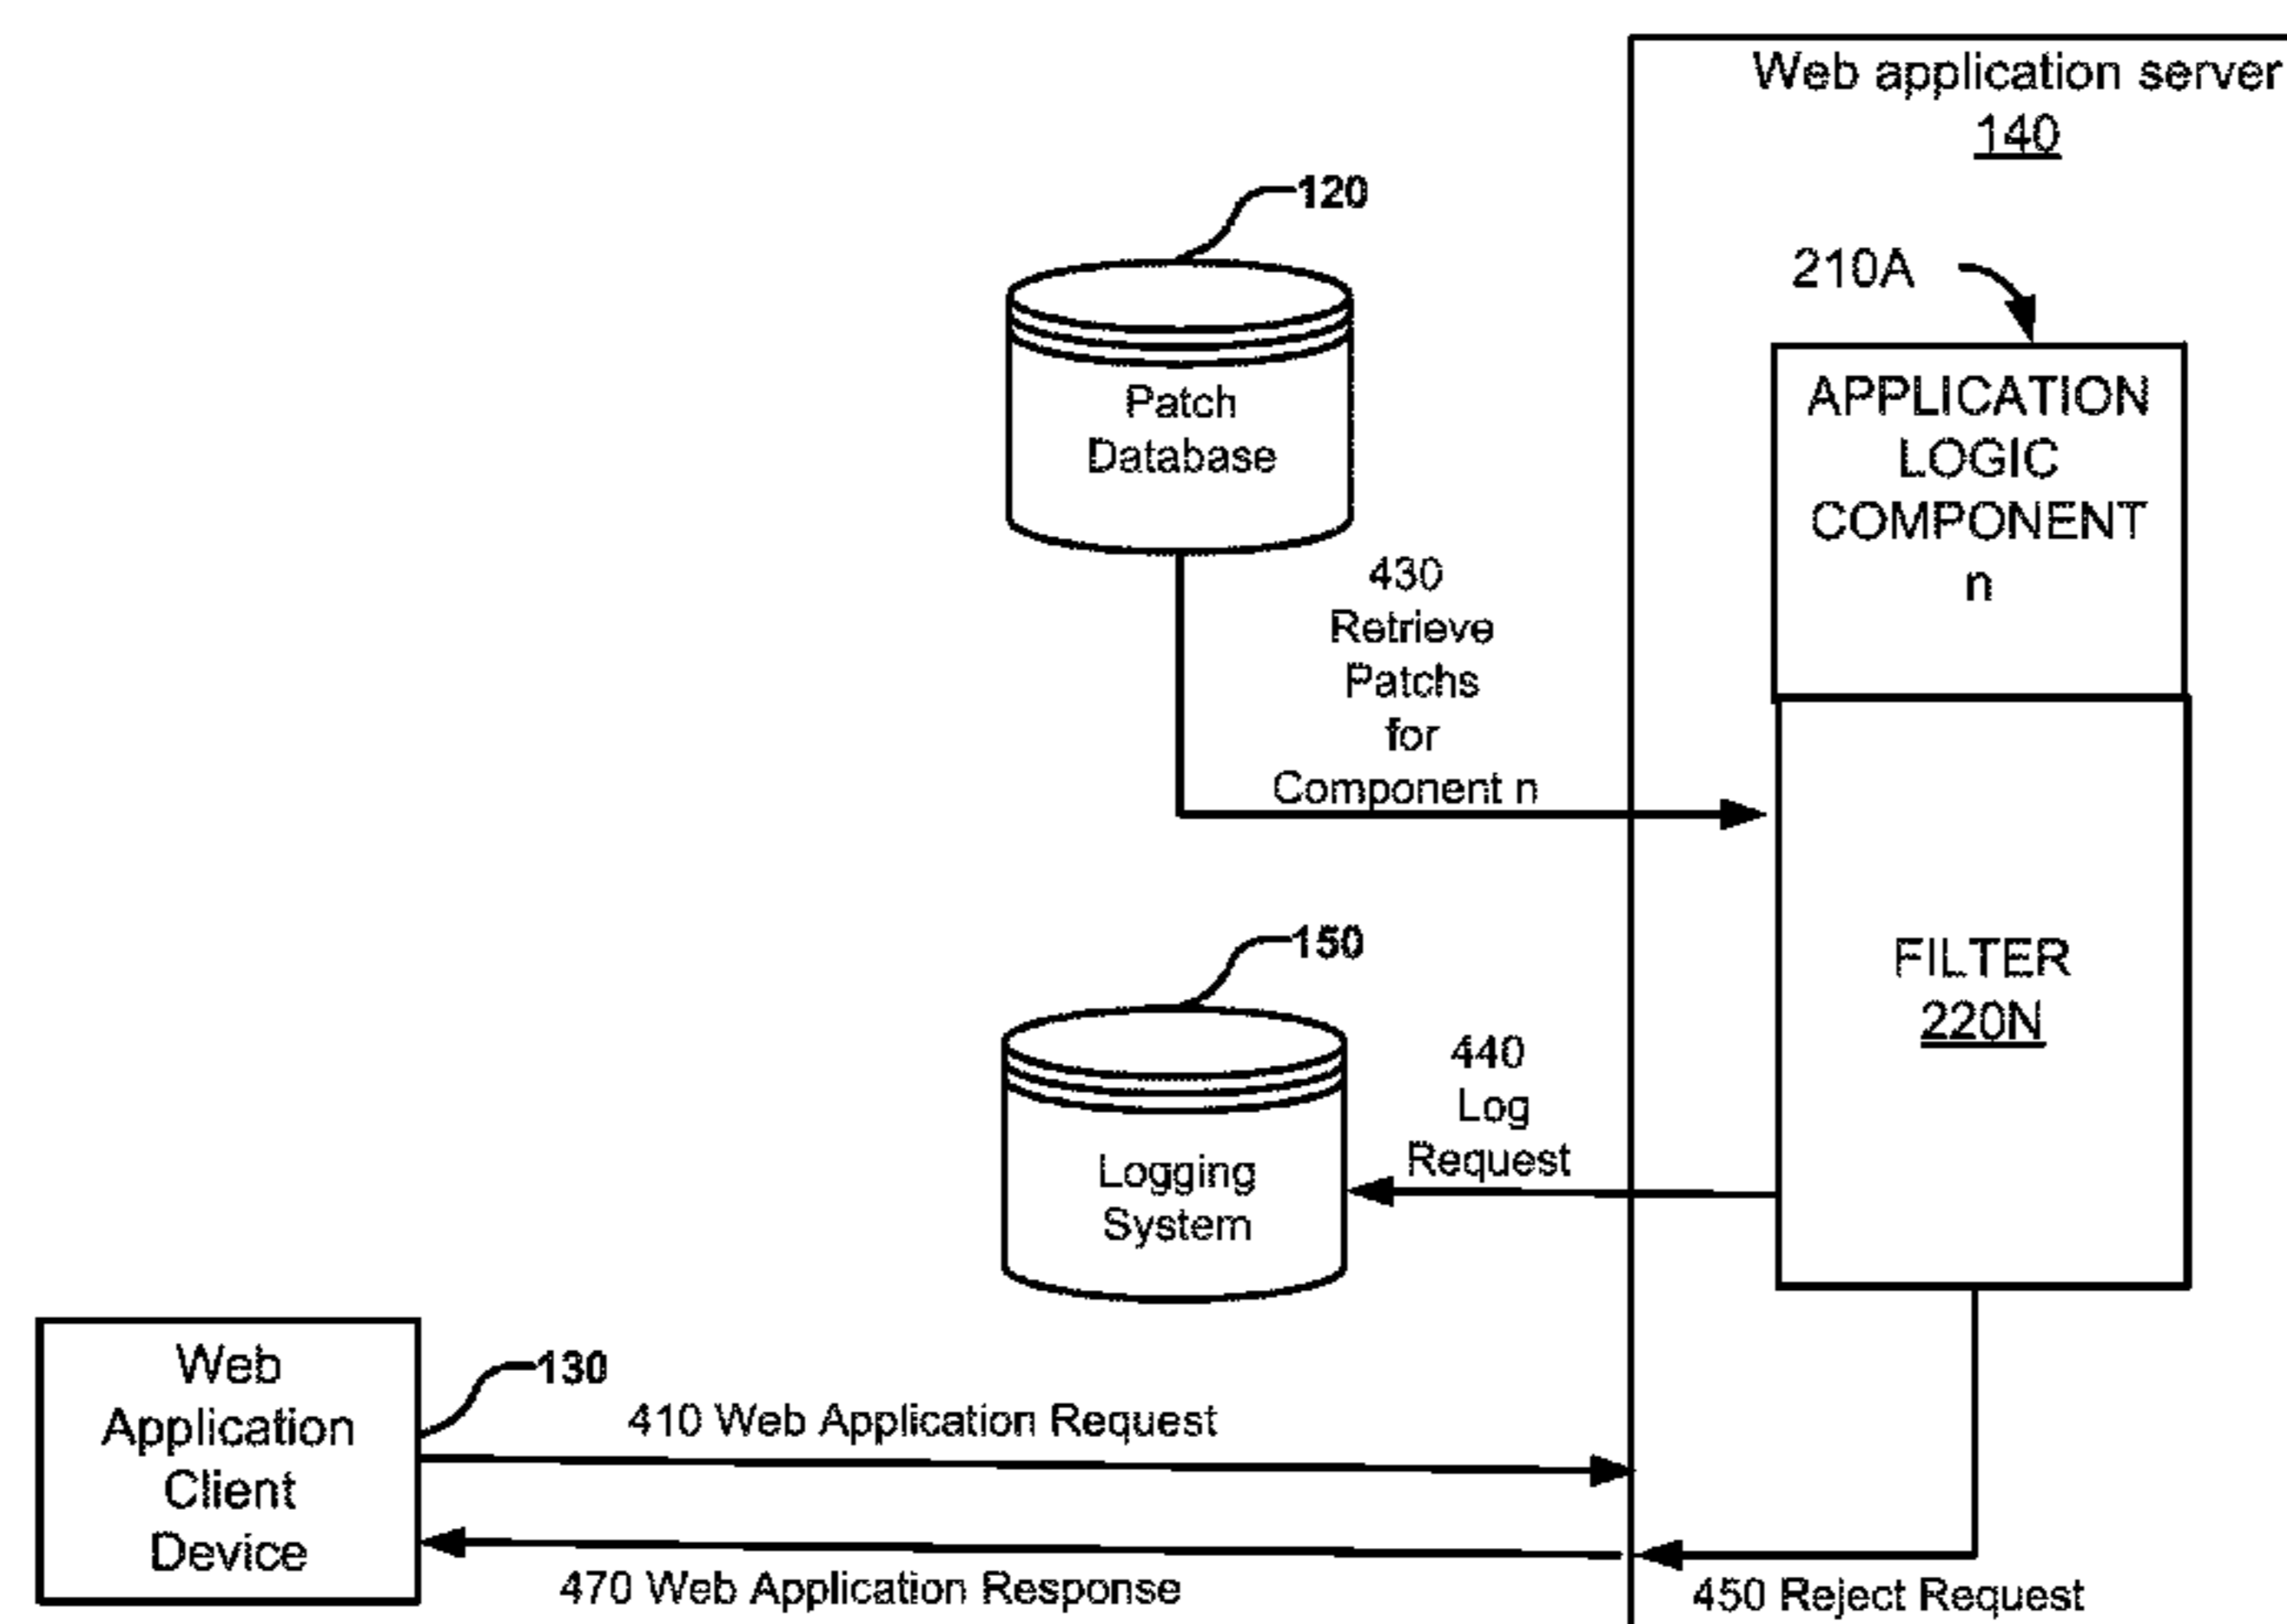 Web application server
140
120
210A
Patch
Database
APPLICATION
LOGIC
COMPONENT
n
430
Retrieve
Patchs
for
Component n
150
FILTER
220N
440
Log
Request
Logging
System
Web
Application
Client
Device
130
410 Web Application Request
470 Web Application Response
450 Reject Request